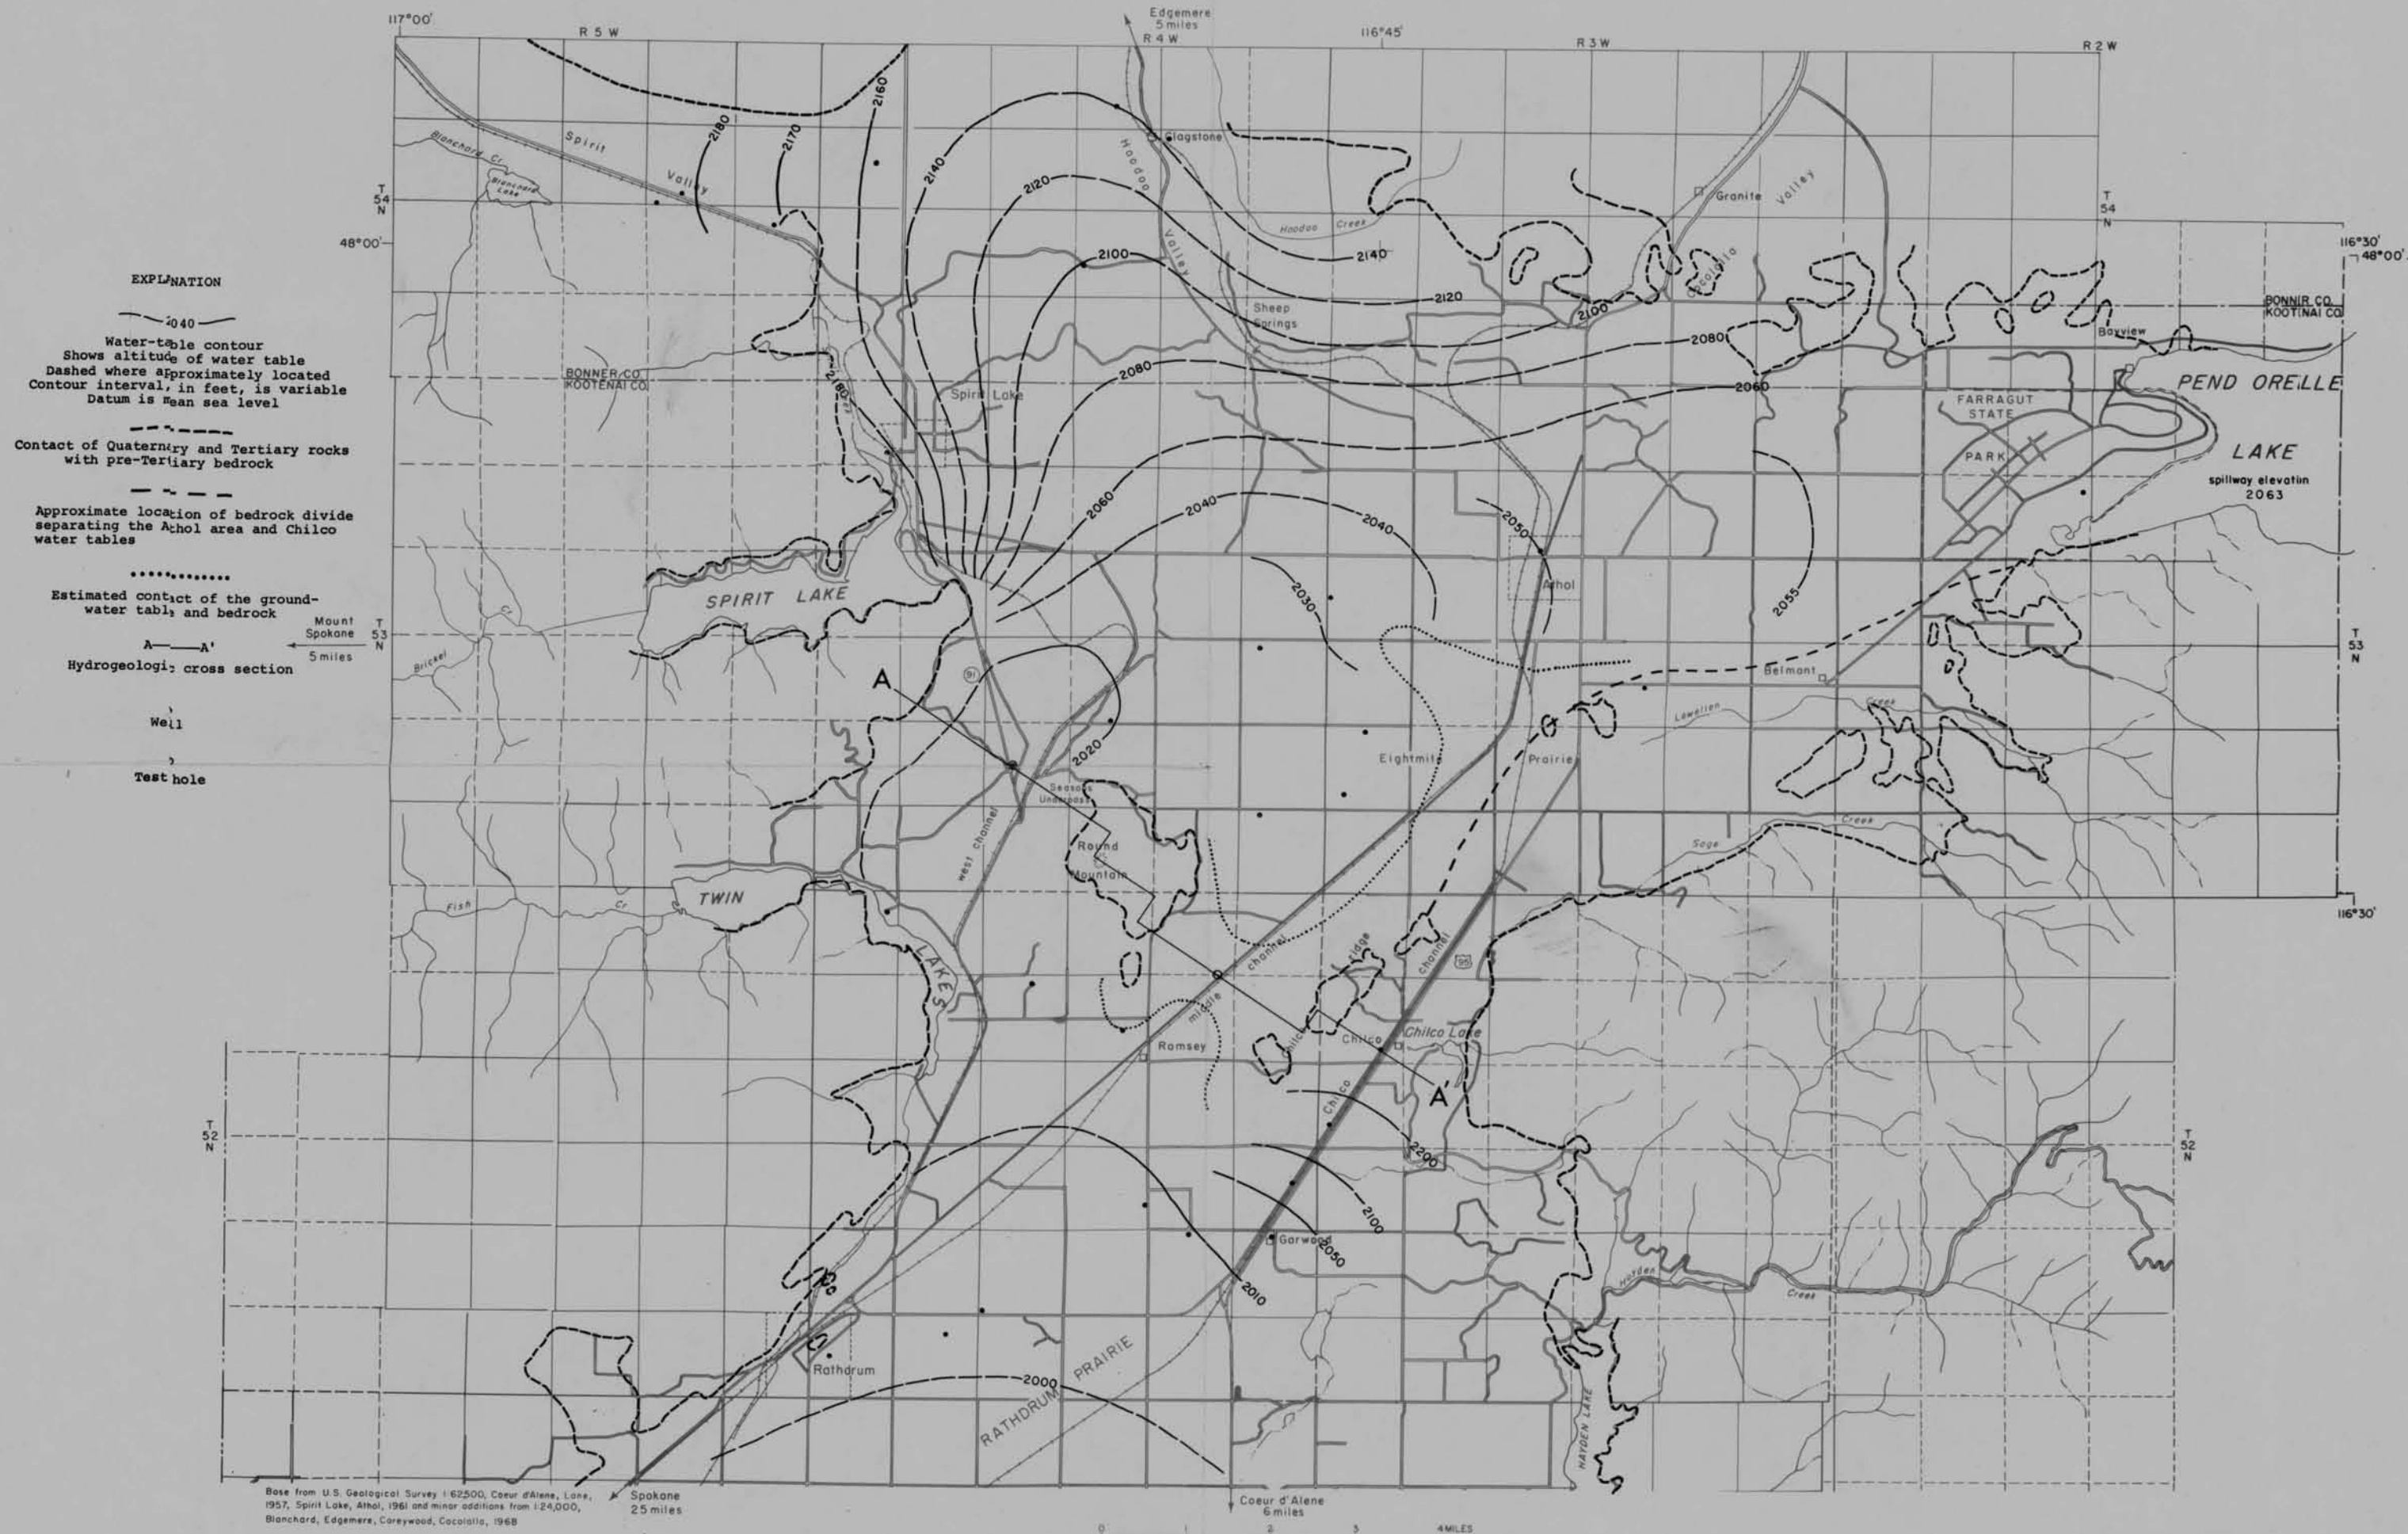 117°00'
R 5 W
Edgemere
5 miles
R 4 W
116°45'
R 3 W
R 2 W
2160
2180
2170
Spirit
Valley
Blanchard Cr
Blanchard
Lake
2140
Clagstone
Hoodoo
Valley
2120
Granite
Valley
T
54
N
T
54
N
Hoodoo Creek
48°00'
116°30'
48°00'
2100
2140
Cocolalla
2120
2100
Sheep
Springs
BONNER CO.
KOOTENAI CO.
Bayview
2080
2080
2060
BONNER CO.
KOOTENAI CO.
2180
Spirit Lake
PEND OREILLE
LAKE
spillway elevation
2063
FARRAGUT
STATE
PARK
EXPLANATION
2040
Water-table contour
Shows altitude of water table
Dashed where approximately located
Contour interval, in feet, is variable
Datum is mean sea level
Contact of Quaternary and Tertiary rocks
with pre-Tertiary bedrock
Approximate location of bedrock divide
separating the Athol area and Chilco
water tables
Estimated contact of the ground-
water table and bedrock
A——A'
Hydrogeologic cross section
Well
Test hole
2060
2040
2040
2050
Athol
2030
2055
SPIRIT LAKE
Cr
Mount
Spokane
5 miles
T
53
N
T
53
N
Brickel
A
91
Belmont
Lewellen
Creek
2020
Eightmile
Prairie
Seasons
Underpass
west channel
Round
Mountain
Sage
Creek
TWIN
LAKES
Fish
Cr
116°30'
channel
middle
ridge
Chilco
channel
95
Ramsey
Chilco
Chilco Lake
A'
Chilco
T
52
N
T
52
N
2200
2100
Garwood
2050
2010
Hayden
Creek
Rathdrum
2000
RATHDRUM PRAIRIE
HAYDEN LAKE
Base from U.S. Geological Survey 1:62,500, Coeur d'Alene, Lane,
1957, Spirit Lake, Athol, 1961 and minor additions from 1:24,000,
Blanchard, Edgemere, Careywood, Cocolalla, 1968
Spokane
25 miles
Coeur d'Alene
6 miles
0 1 2 3 4 MILES